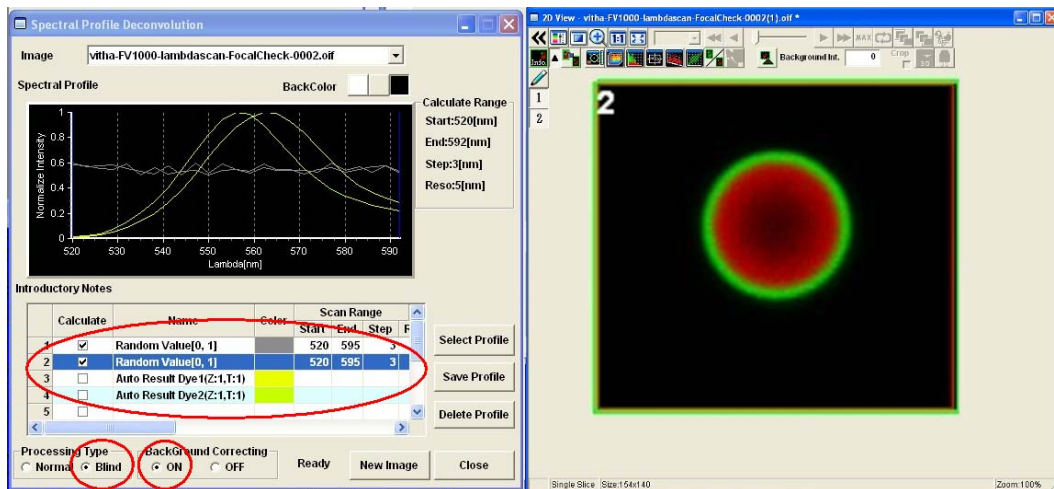 Spectral Profile Deconvolution
Image vitha-FV1000-lambdascan-FocalCheck-0002.oif
Spectral Profile BackColor
Normalize Intensity
1
0.8
0.6
0.4
0.2
0
520 530 540 550 560 570 580 590
Lambda[nm]
Calculate Range
Start:520[nm]
End:592[nm]
Step:3[nm]
Reso:5[nm]
Introductory Notes
Calculate Name Color Scan Range
Start End Step F
1 Random Value[0, 1] 520 595 3
2 Random Value[0, 1] 520 595 3
3 Auto Result Dye1(Z:1,T:1)
4 Auto Result Dye2(Z:1,T:1)
5
Select Profile
Save Profile
Delete Profile
Processing Type
Normal Blind
BackGround Correcting
ON OFF
Ready
New Image
Close
2D View - vitha-FV1000-lambdascan-FocalCheck-0002(1).oif *
1:1 MAX
Info. Background Int. 0 Crop
1
2
2
Single Slice Size:154x140 Zoom:100%